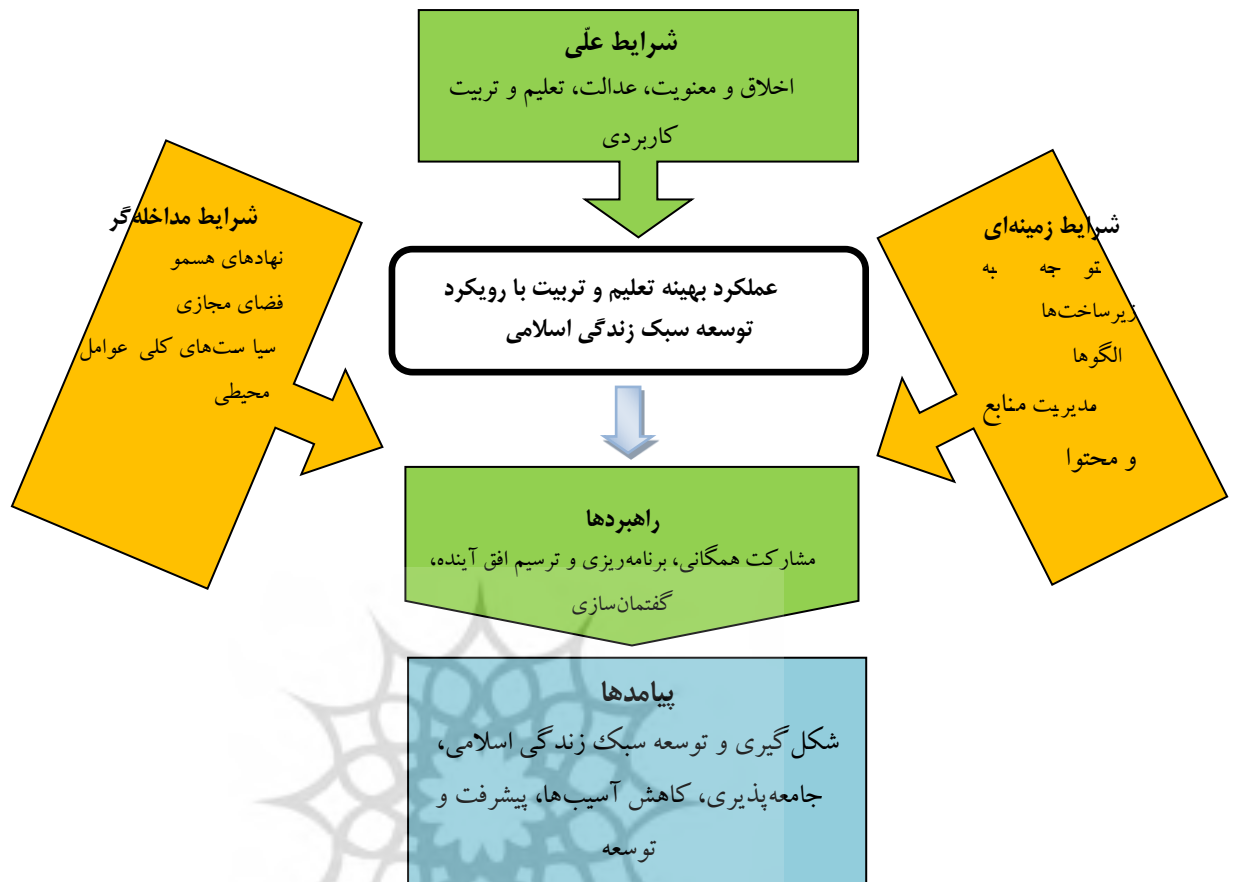 شرایط علّی
اخلاق و معنویت، عدالت، تعلیم و تربیت
کاربردی
شرایط زمینه‌ای
تو جه به
زیرساخت‌ها
الگوها
مدیریت منابع
و محتوا
شرایط مداخله‌گر
نهادهای هسمو
فضای مجازی
سیا ست‌های کلی عوامل
محیطی
عملکرد بهینه تعلیم و تربیت با رویکرد
توسعه سبک زندگی اسلامی
راهبردها
مشارکت همگانی، برنامه‌ریزی و ترسیم افق آینده،
گفتمان‌سازی
پیامدها
شکل‌گیری و توسعه سبک زندگی اسلامی،
جامعه‌پذیری، کاهش آسیب‌ها، پیشرفت و
توسعه